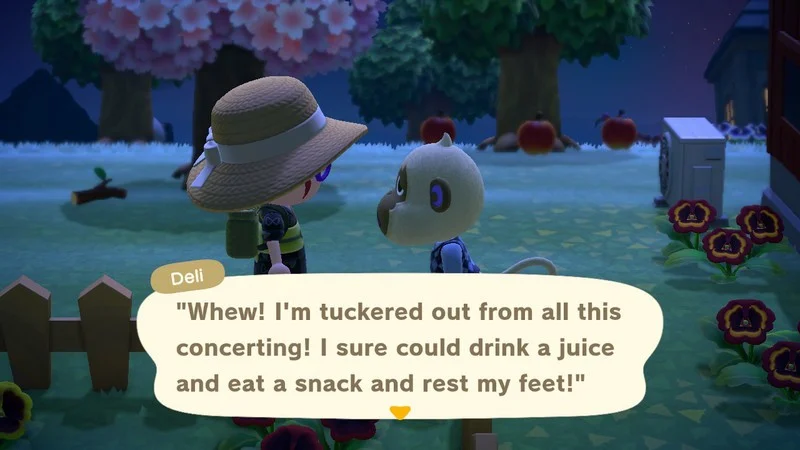 Deli
"Whew! I'm tuckered out from all this
concerting! I sure could drink a juice
and eat a snack and rest my feet!"